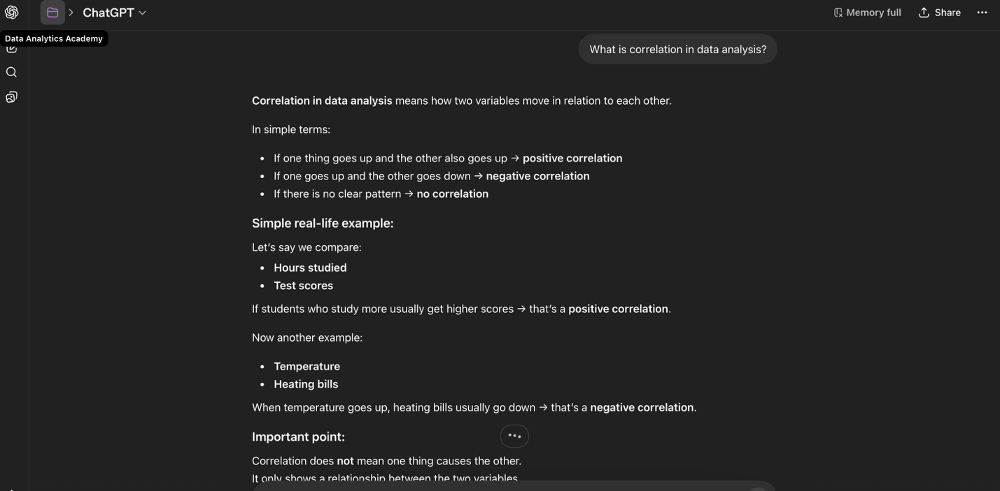 ChatGPT
Memory full
Share
Data Analytics Academy
What is correlation in data analysis?
Correlation in data analysis means how two variables move in relation to each other.
In simple terms:
• If one thing goes up and the other also goes up → positive correlation
• If one goes up and the other goes down → negative correlation
• If there is no clear pattern → no correlation
Simple real-life example:
Let's say we compare:
• Hours studied
• Test scores
If students who study more usually get higher scores → that's a positive correlation.
Now another example:
• Temperature
• Heating bills
When temperature goes up, heating bills usually go down → that's a negative correlation.
Important point:
Correlation does not mean one thing causes the other.
It only shows a relationship between the two variables